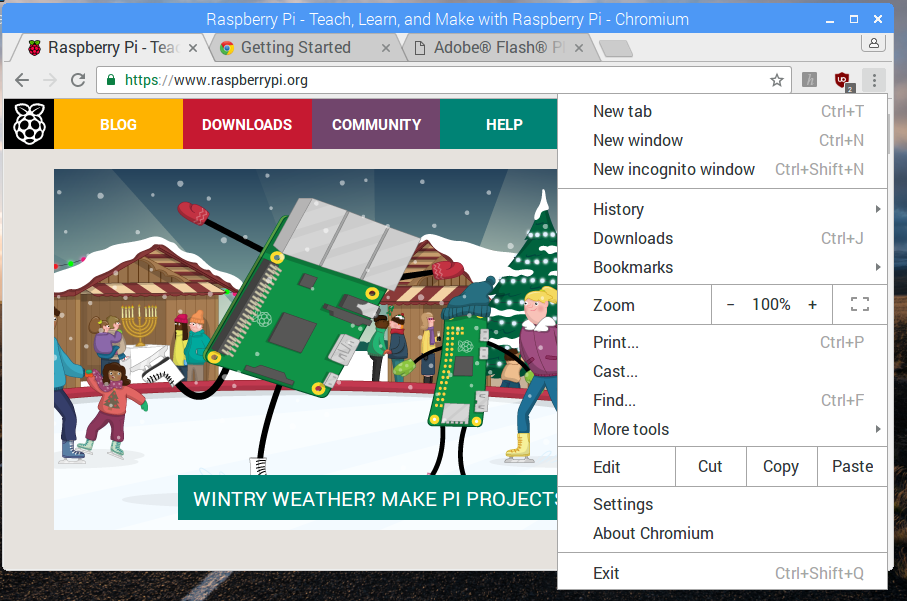 Raspberry Pi - Teach, Learn, and Make with Raspberry Pi - Chromium
Raspberry Pi - Teac
Getting Started
Adobe® Flash® P
https://www.raspberrypi.org
2
BLOG
DOWNLOADS
COMMUNITY
HELP
New tab Ctrl+T
New window Ctrl+N
New incognito window Ctrl+Shift+N
History
Downloads Ctrl+J
Bookmarks
Zoom − 100% +
Print... Ctrl+P
Cast...
Find... Ctrl+F
More tools
Edit Cut Copy Paste
Settings
About Chromium
Exit Ctrl+Shift+Q
WINTRY WEATHER? MAKE PI PROJECTS